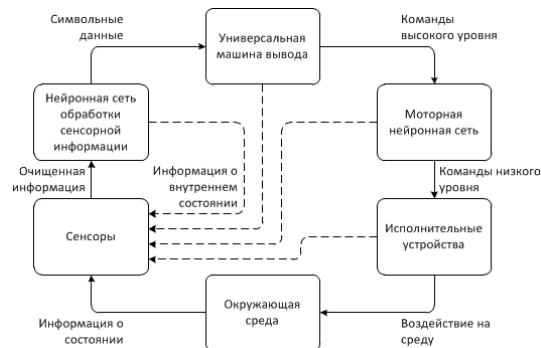 Символьные
данные
Универсальная
машина вывода
Команды
высокого уровня
Нейронная сеть
обработки
сенсорной
информации
Моторная
нейронная сеть
Очищенная
информация
Информация о
внутреннем
состоянии
Команды низкого
уровня
Сенсоры
Исполнительные
устройства
Окружающая
среда
Информация о
состоянии
Воздействие на
среду